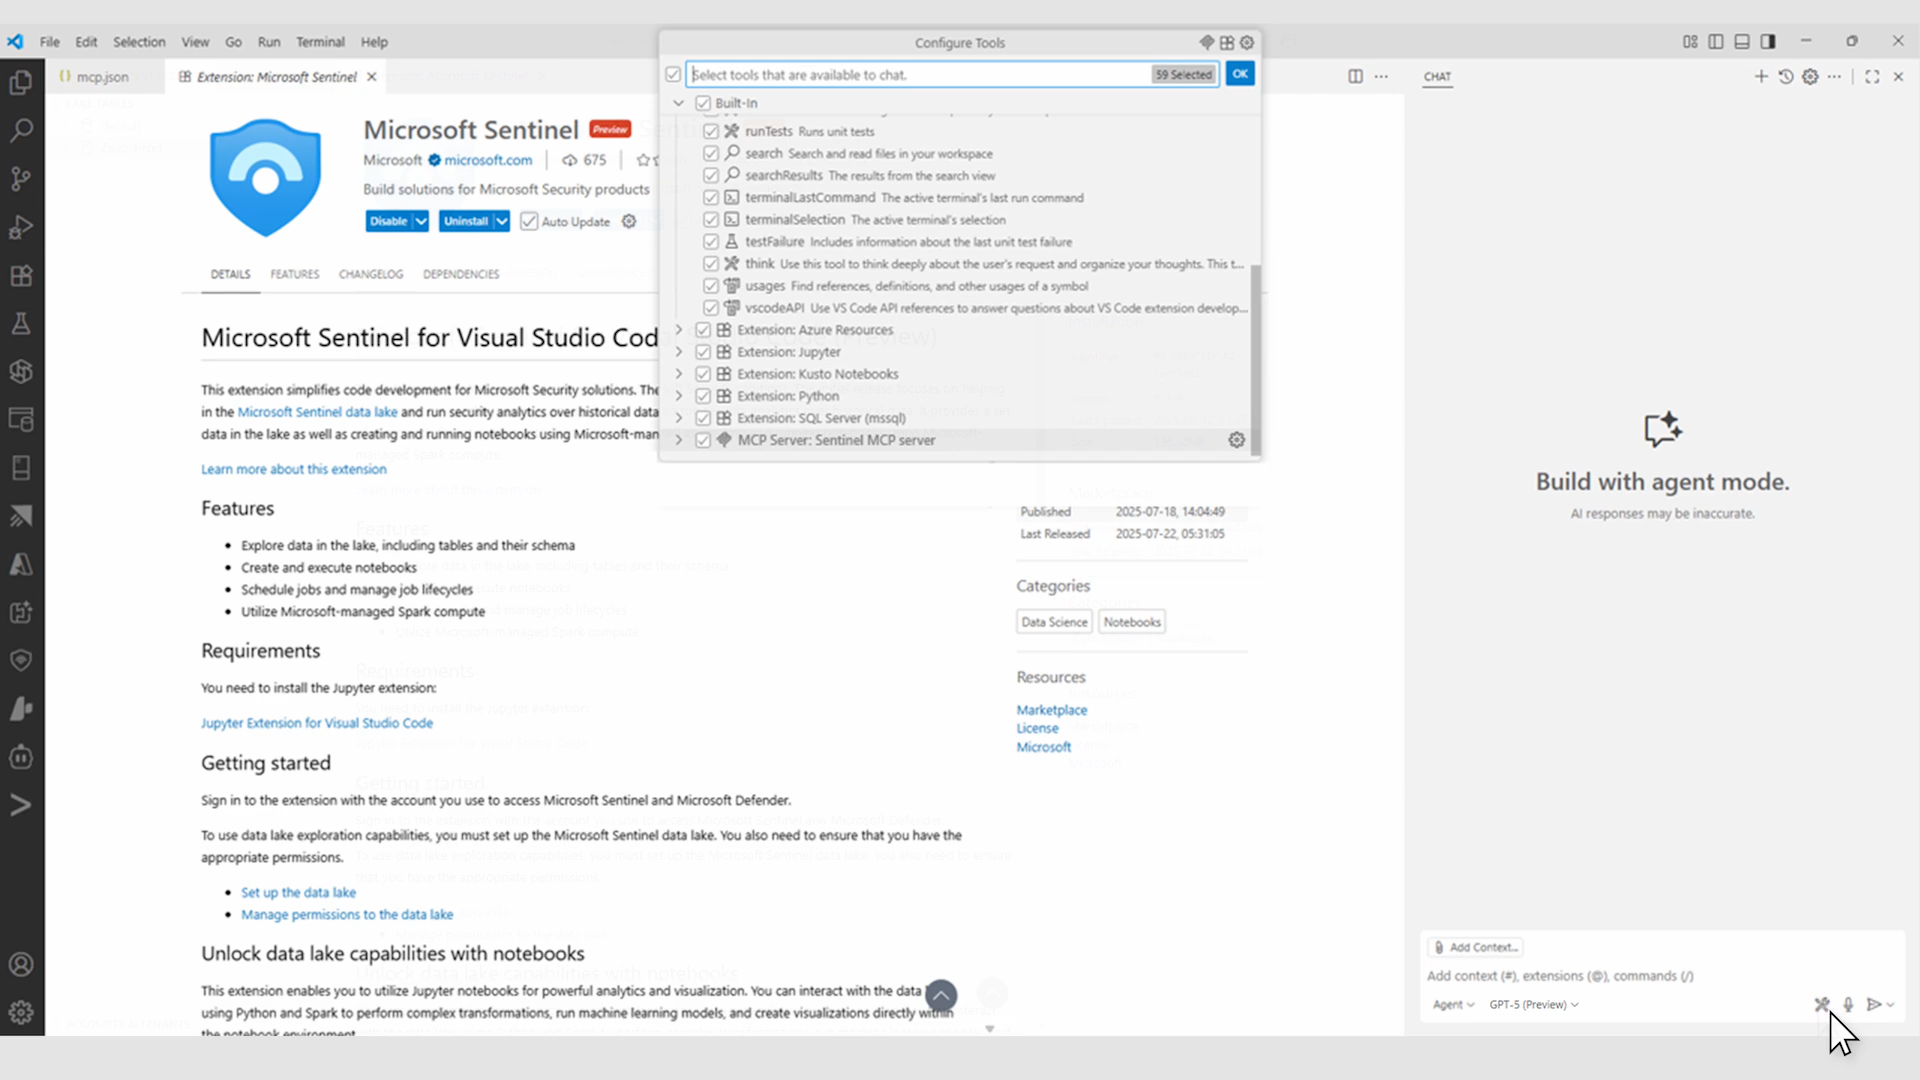 File Edit Selection View Go Run Terminal Help
Configure Tools
mcp.json
Extension: Microsoft Sentinel
Select tools that are available to chat.
59 Selected
OK
CHAT
Built-In
runTests Runs unit tests
search Search and read files in your workspace
searchResults The results from the search view
terminalLastCommand The active terminal's last run command
terminalSelection The active terminal's selection
testFailure Includes information about the last unit test failure
think Use this tool to think deeply about the user's request and organize your thoughts. This t...
usages Find references, definitions, and other usages of a symbol
vscodeAPI Use VS Code API references to answer questions about VS Code extension develop...
Extension: Azure Resources
Extension: Jupyter
Extension: Kusto Notebooks
Extension: Python
Extension: SQL Server (mssql)
MCP Server: Sentinel MCP server
Microsoft Sentinel Preview
Microsoft microsoft.com 675
Build solutions for Microsoft Security products
Disable Uninstall Auto Update
DETAILS FEATURES CHANGELOG DEPENDENCIES
Microsoft Sentinel for Visual Studio Cod
This extension simplifies code development for Microsoft Security solutions. The
in the Microsoft Sentinel data lake and run security analytics over historical data
data in the lake as well as creating and running notebooks using Microsoft-man
Learn more about this extension
Features
Explore data in the lake, including tables and their schema
Create and execute notebooks
Schedule jobs and manage job lifecycles
Utilize Microsoft-managed Spark compute
Requirements
You need to install the Jupyter extension:
Jupyter Extension for Visual Studio Code
Getting started
Sign in to the extension with the account you use to access Microsoft Sentinel and Microsoft Defender.
To use data lake exploration capabilities, you must set up the Microsoft Sentinel data lake. You also need to ensure that you have the
appropriate permissions.
Set up the data lake
Manage permissions to the data lake
Unlock data lake capabilities with notebooks
This extension enables you to utilize Jupyter notebooks for powerful analytics and visualization. You can interact with the data
using Python and Spark to perform complex transformations, run machine learning models, and create visualizations directly within
the notebook environment.
Published 2025-07-18, 14:04:49
Last Released 2025-07-22, 05:31:05
Categories
Data Science Notebooks
Resources
Marketplace
License
Microsoft
Build with agent mode.
AI responses may be inaccurate.
Add Context...
Add context (#), extensions (@), commands (/)
Agent GPT-5 (Preview)